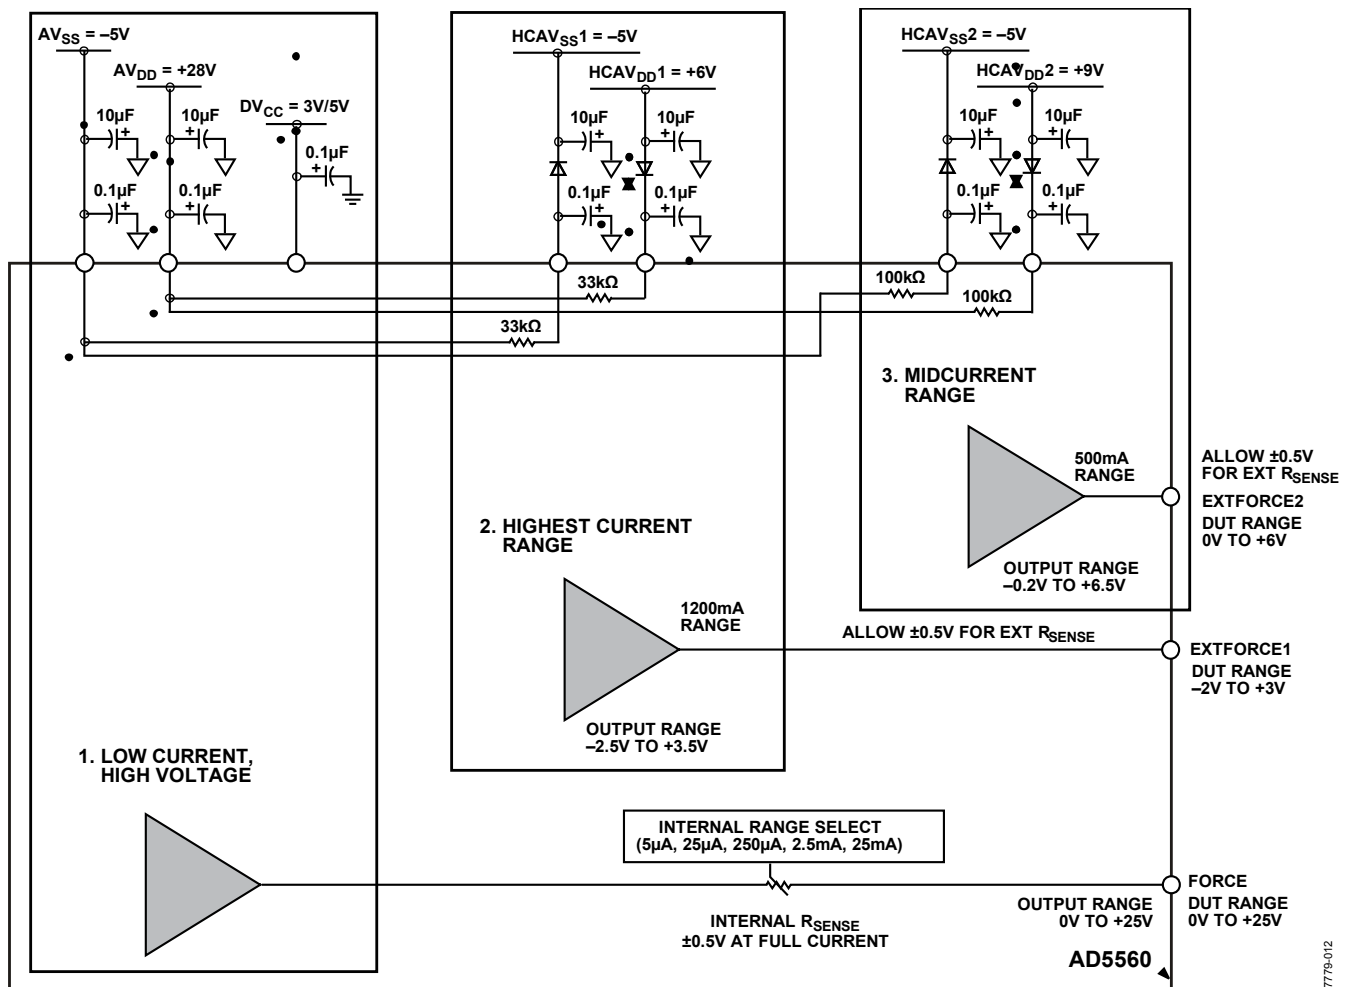 AVSS = –5V
AVDD = +28V
DVCC = 3V/5V
10µF
+
10µF
+
0.1µF
+
0.1µF
+
0.1µF
+
HCAVSS1 = –5V
HCAVDD1 = +6V
10µF
+
10µF
+
0.1µF
+
0.1µF
+
HCAVSS2 = –5V
HCAVDD2 = +9V
10µF
+
10µF
+
0.1µF
+
0.1µF
+
33kΩ
33kΩ
100kΩ
100kΩ
3. MIDCURRENT
RANGE
500mA
RANGE
OUTPUT RANGE
–0.2V TO +6.5V
ALLOW ±0.5V
FOR EXT RSENSE
EXTFORCE2
DUT RANGE
0V TO +6V
2. HIGHEST CURRENT
RANGE
1200mA
RANGE
OUTPUT RANGE
–2.5V TO +3.5V
ALLOW ±0.5V FOR EXT RSENSE
EXTFORCE1
DUT RANGE
–2V TO +3V
1. LOW CURRENT,
HIGH VOLTAGE
INTERNAL RANGE SELECT
(5µA, 25µA, 250µA, 2.5mA, 25mA)
INTERNAL RSENSE
±0.5V AT FULL CURRENT
OUTPUT RANGE
0V TO +25V
FORCE
DUT RANGE
0V TO +25V
AD5560
7779-012